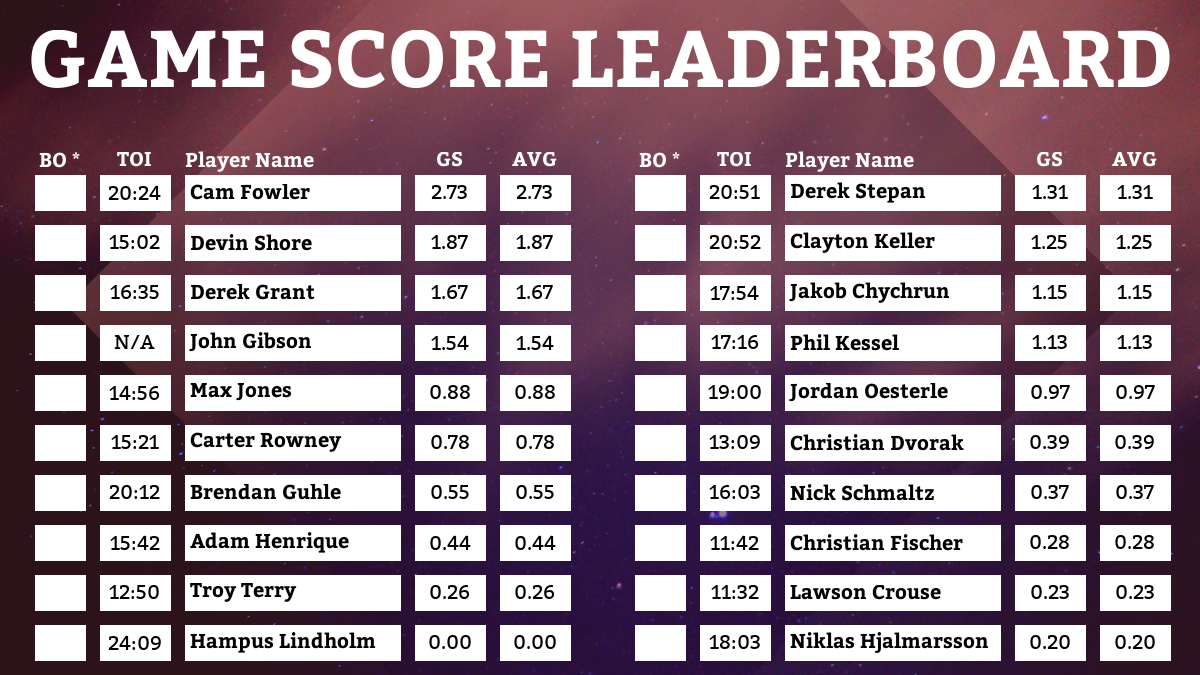 GAME SCORE LEADERBOARD
BO * TOI Player Name GS AVG
20:24 Cam Fowler 2.73 2.73
15:02 Devin Shore 1.87 1.87
16:35 Derek Grant 1.67 1.67
N/A John Gibson 1.54 1.54
14:56 Max Jones 0.88 0.88
15:21 Carter Rowney 0.78 0.78
20:12 Brendan Guhle 0.55 0.55
15:42 Adam Henrique 0.44 0.44
12:50 Troy Terry 0.26 0.26
24:09 Hampus Lindholm 0.00 0.00
BO * TOI Player Name GS AVG
20:51 Derek Stepan 1.31 1.31
20:52 Clayton Keller 1.25 1.25
17:54 Jakob Chychrun 1.15 1.15
17:16 Phil Kessel 1.13 1.13
19:00 Jordan Oesterle 0.97 0.97
13:09 Christian Dvorak 0.39 0.39
16:03 Nick Schmaltz 0.37 0.37
11:42 Christian Fischer 0.28 0.28
11:32 Lawson Crouse 0.23 0.23
18:03 Niklas Hjalmarsson 0.20 0.20